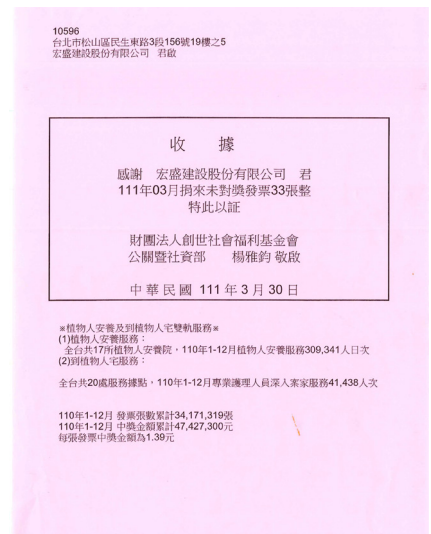 10596
台北市松山區民生東路3段156號19樓之5
宏盛建設股份有限公司　君啟
收　據
感謝　宏盛建設股份有限公司　君
111年03月捐來未對獎發票33張整
特此以証
財團法人創世社會福利基金會
公關暨社資部　楊雅鈞 敬啟
中 華 民 國 111 年 3 月 30 日
※植物人安養及到植物人宅雙軌服務※
(1)植物人安養服務：
全台共17所植物人安養院，110年1-12月植物人安養服務309,341人日次
(2)到植物人宅服務：
全台共20處服務據點，110年1-12月專業護理人員深入案家服務41,438人次
110年1-12月 發票張數累計34,171,319張
110年1-12月 中獎金額累計47,427,300元
每張發票中獎金額為1.39元